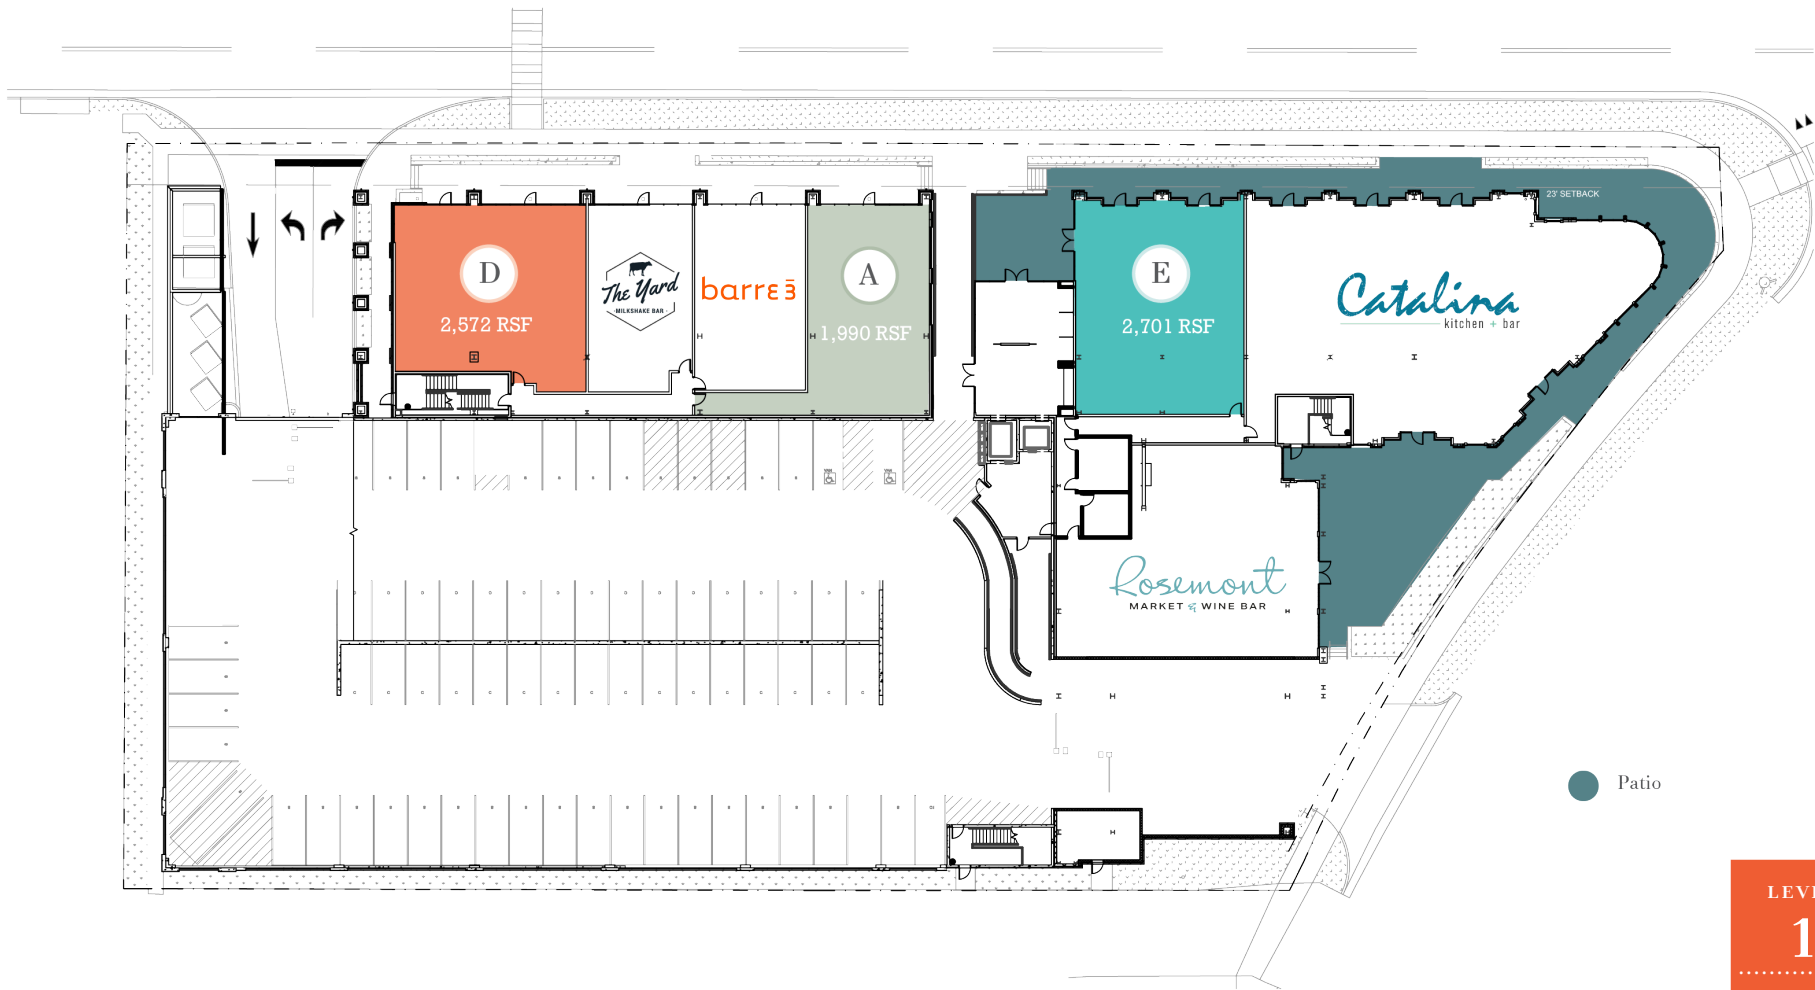 23' SETBACK
D
2,572 RSF
The Yard
·MILKSHAKE BAR·
barre3
A
1,990 RSF
E
2,701 RSF
Catalina
kitchen + bar
Rosemont
MARKET & WINE BAR
Patio
LEV
1